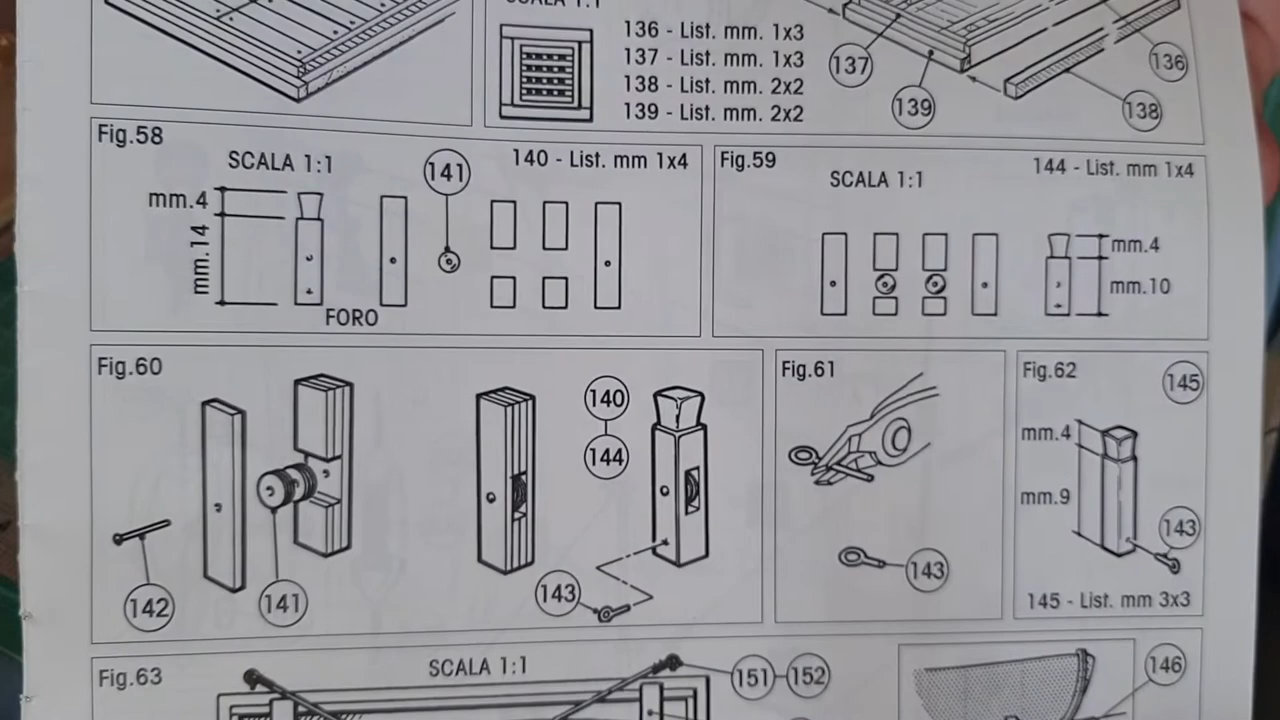 SCALA 1:1
136 - List. mm. 1x3
137 - List. mm. 1x3
138 - List. mm. 2x2
139 - List. mm. 2x2
137
139
136
138
Fig.58
SCALA 1:1
141
140 - List. mm 1x4
mm.4
mm.14
FORO
Fig.59
SCALA 1:1
144 - List. mm 1x4
mm.4
mm.10
Fig.60
140
144
142
141
143
Fig.61
143
Fig.62
145
mm.4
mm.9
143
145 - List. mm 3x3
Fig.63
SCALA 1:1
151
152
146